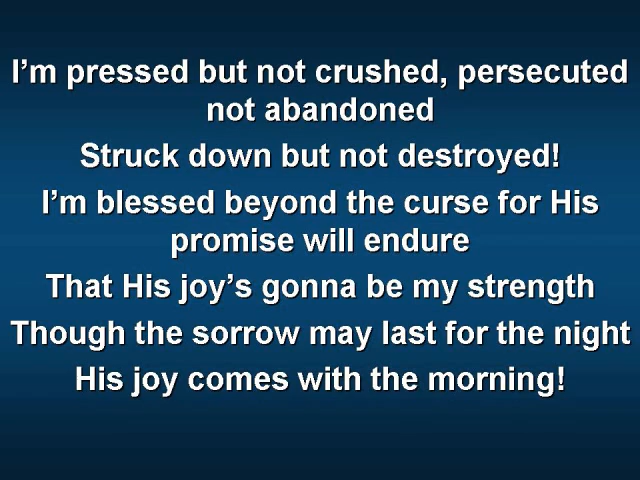 I’m pressed but not crushed, persecuted
not abandoned
Struck down but not destroyed!
I’m blessed beyond the curse for His
promise will endure
That His joy’s gonna be my strength
Though the sorrow may last for the night
His joy comes with the morning!